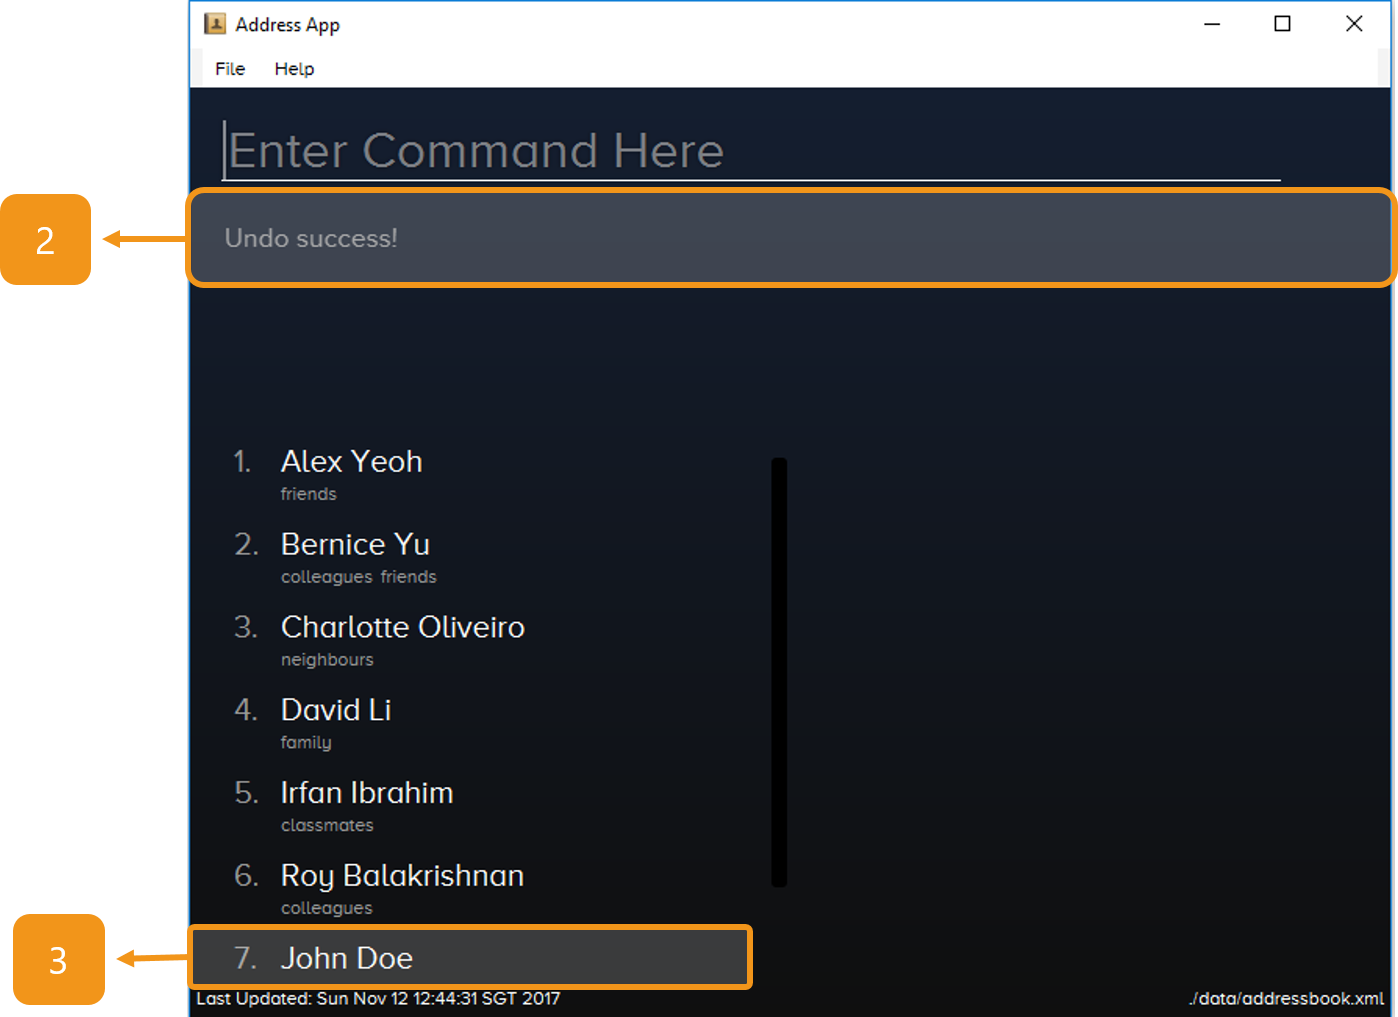 Address App
File Help
Enter Command Here
2
Undo success!
1. Alex Yeoh
friends
2. Bernice Yu
colleagues friends
3. Charlotte Oliveiro
neighbours
4. David Li
family
5. Irfan Ibrahim
classmates
6. Roy Balakrishnan
colleagues
3
7. John Doe
Last Updated: Sun Nov 12 12:44:31 SGT 2017
./data/addressbook.xml